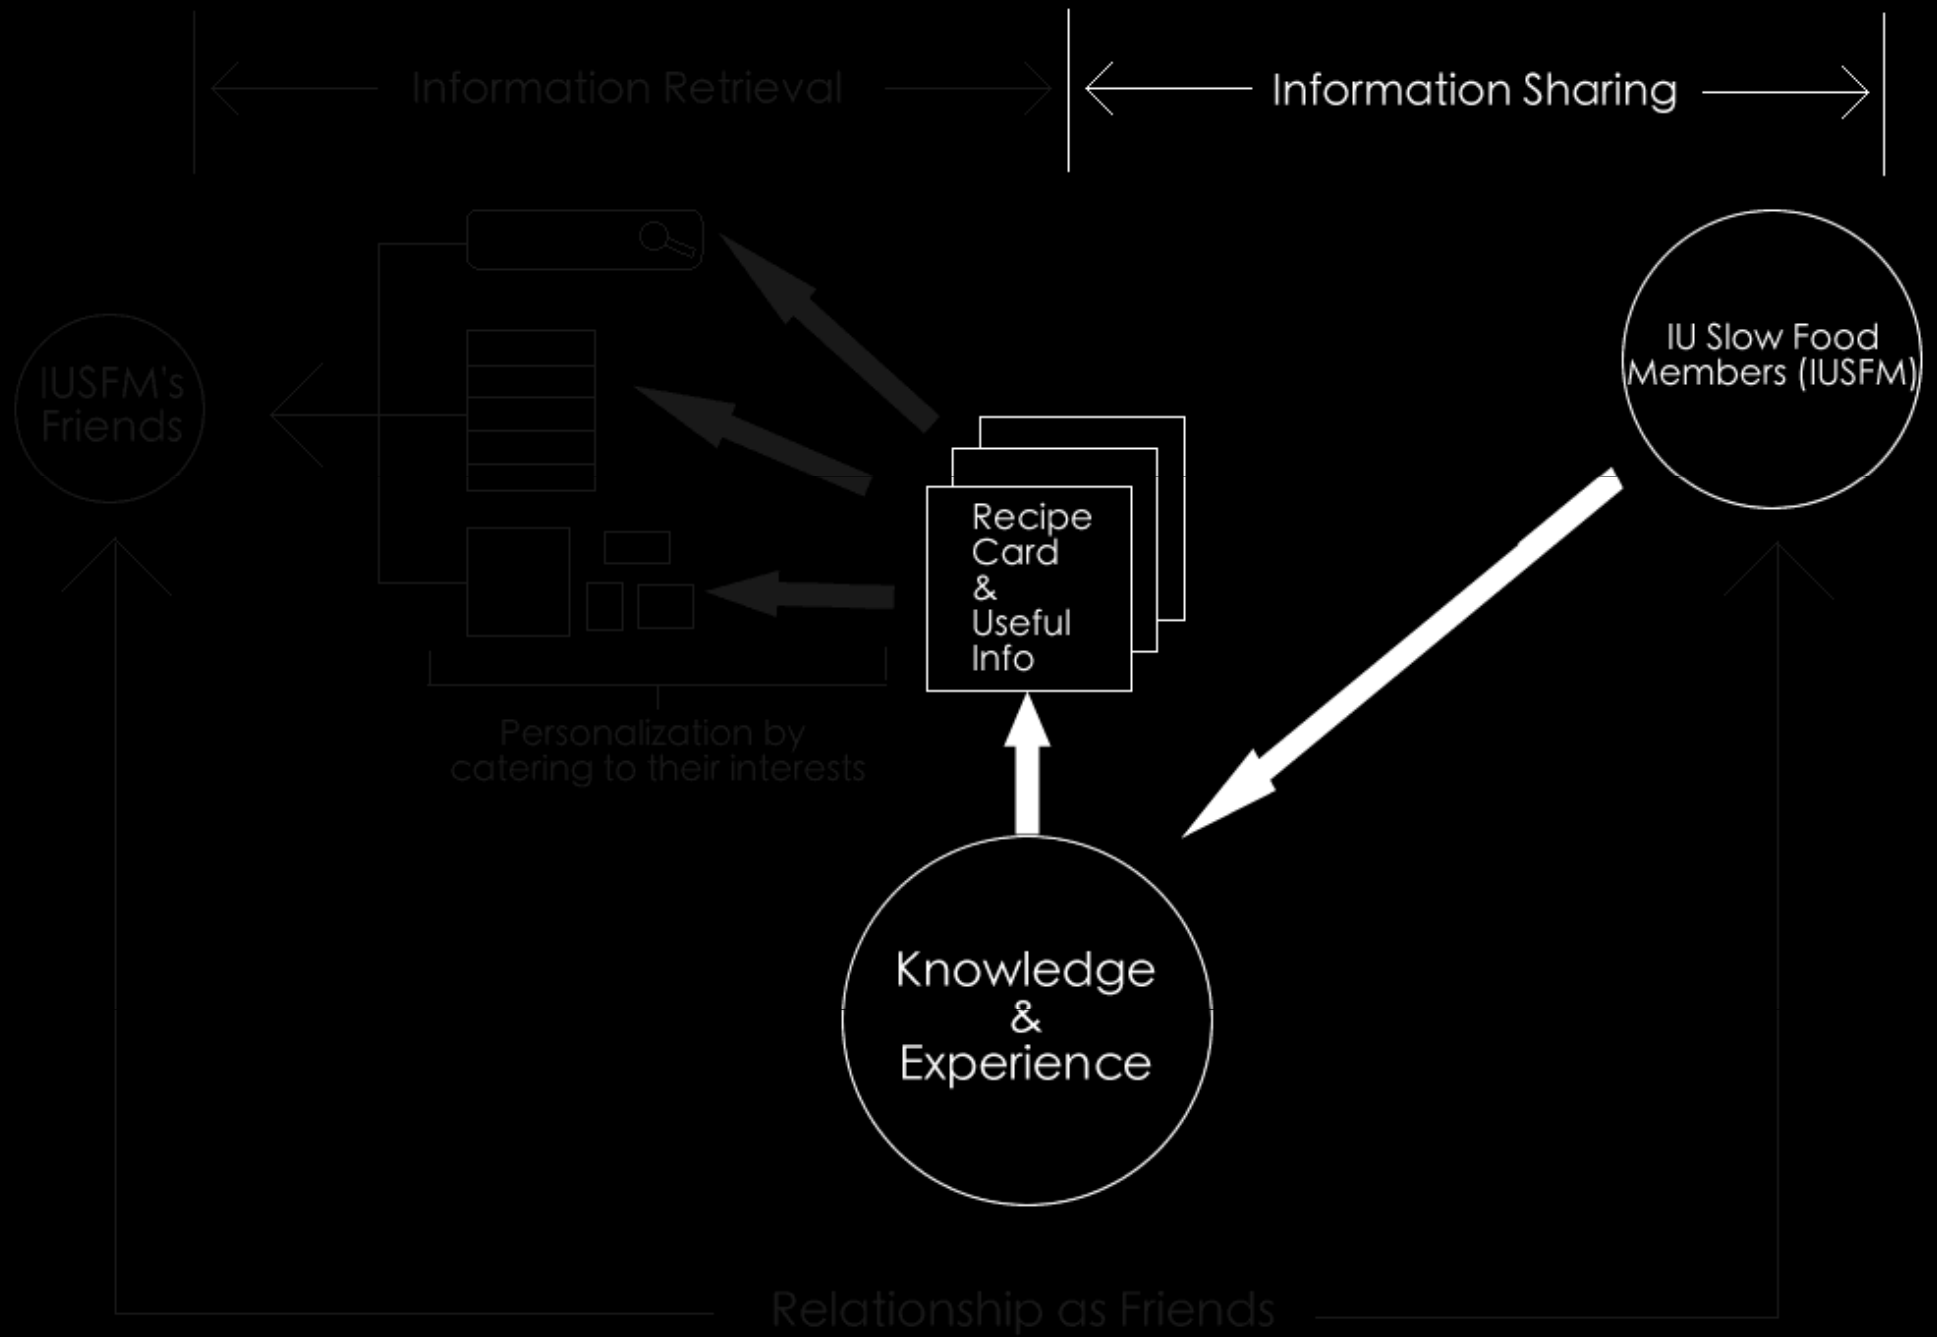 Information Retrieval
Information Sharing
IU Slow Food
Members (IUSFM)
IUSFM's
Friends
Recipe
Card
&
Useful
Info
Personalization by
catering to their interests
Knowledge
&
Experience
Relationship as Friends